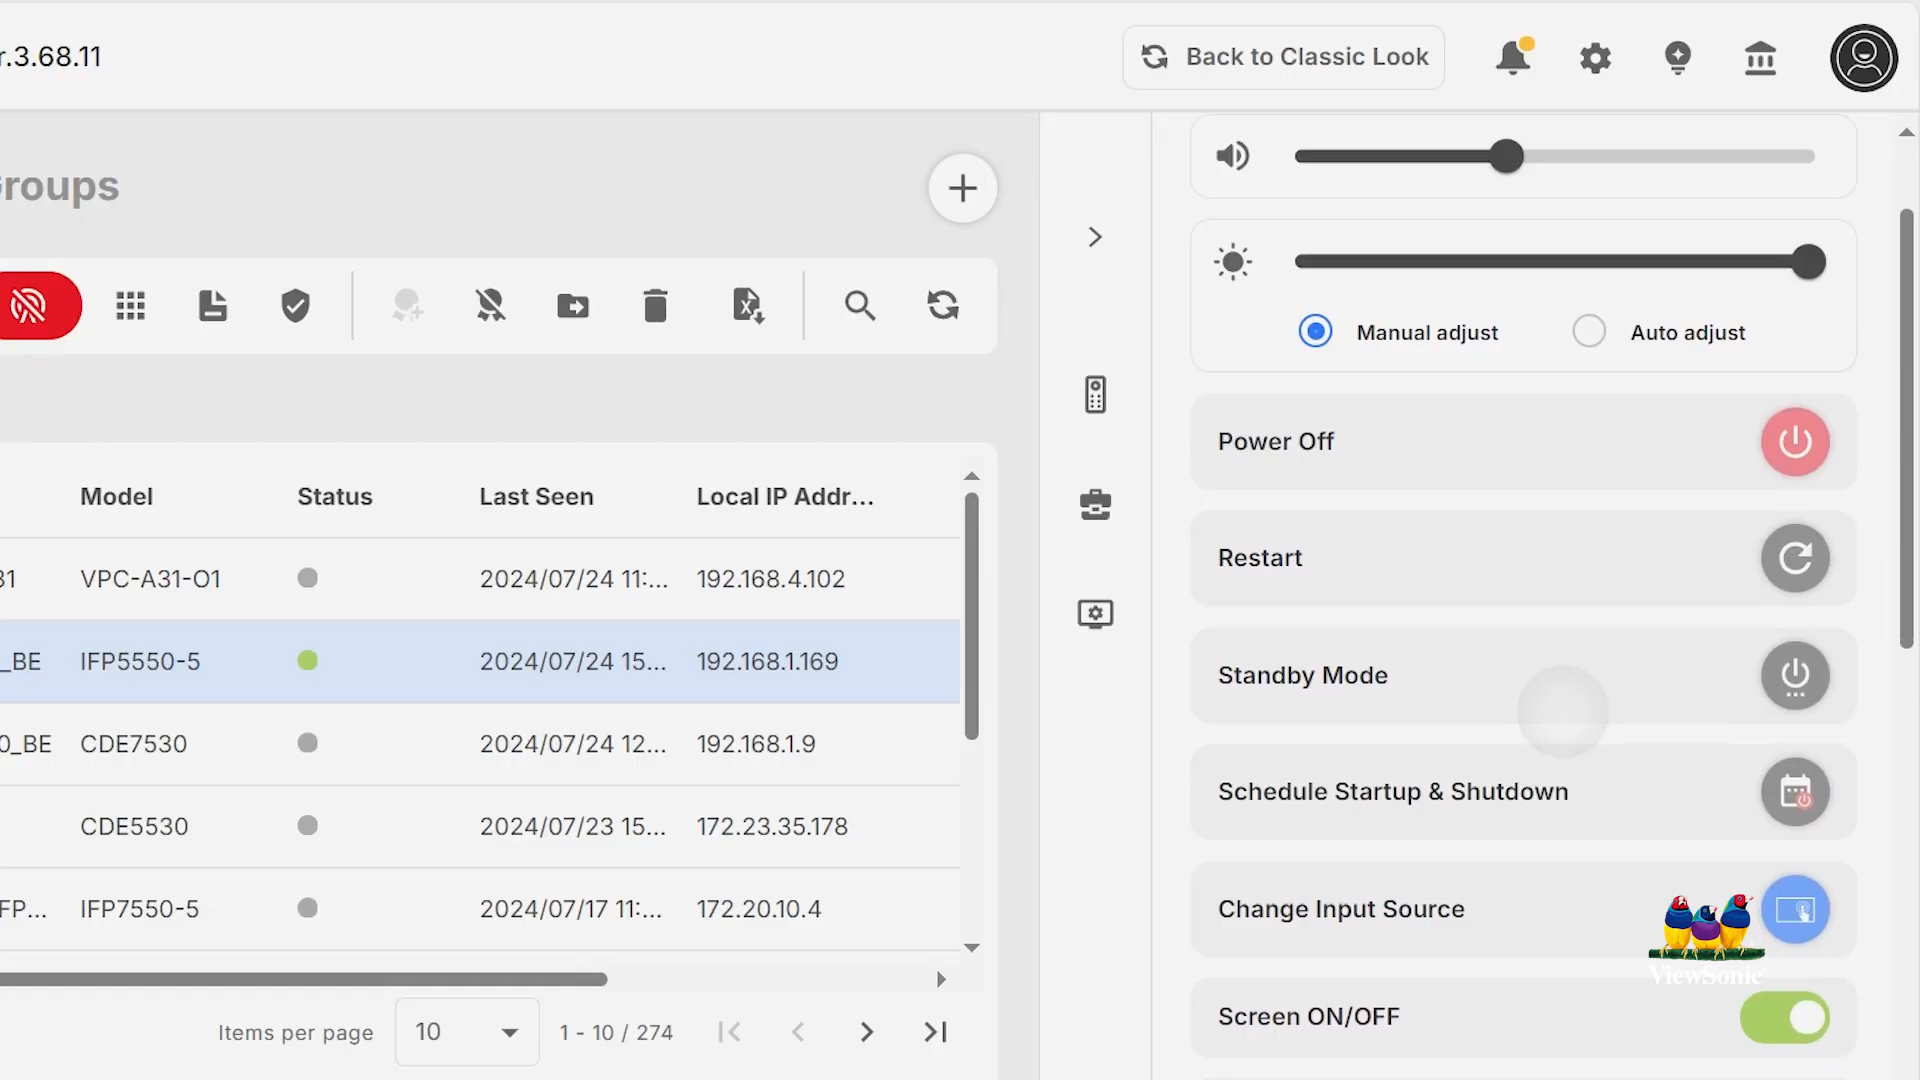 r.3.68.11
Back to Classic Look
Groups
Manual adjust
Auto adjust
Power Off
Restart
Standby Mode
Schedule Startup & Shutdown
Change Input Source
ViewSonic
Screen ON/OFF
Model Status Last Seen Local IP Addr...
31 VPC-A31-O1 2024/07/24 11:... 192.168.4.102
_BE IFP5550-5 2024/07/24 15... 192.168.1.169
0_BE CDE7530 2024/07/24 12... 192.168.1.9
CDE5530 2024/07/23 15... 172.23.35.178
FP... IFP7550-5 2024/07/17 11:... 172.20.10.4
Items per page 10 1 - 10 / 274